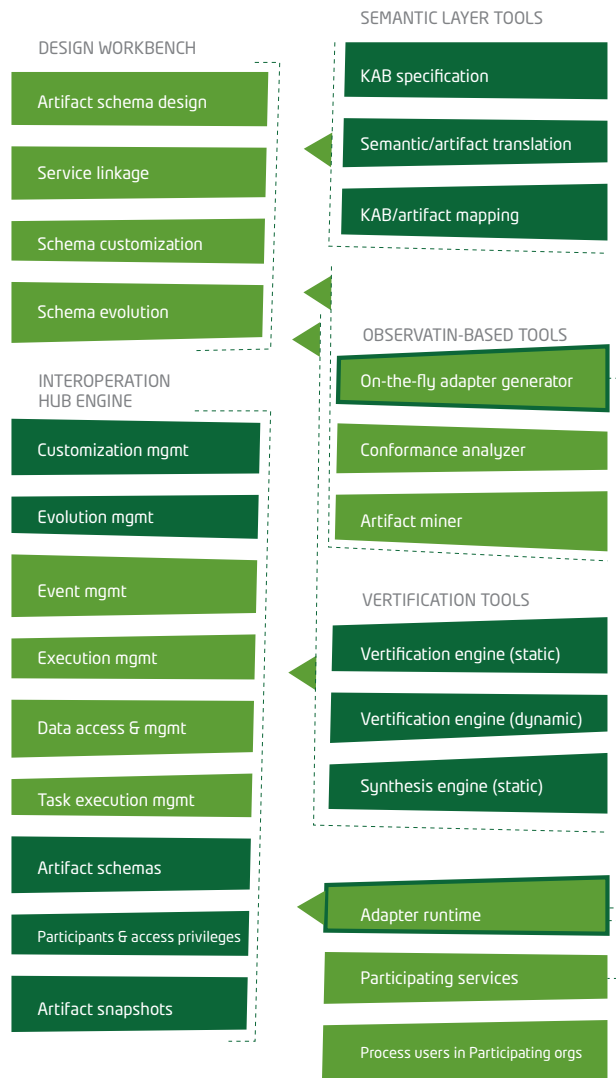 DESIGN WORKBENCH
Artifact schema design
Service linkage
Schema customization
Schema evolution
INTEROPERATION
HUB ENGINE
Customization mgmt
Evolution mgmt
Event mgmt
Execution mgmt
Data access & mgmt
Task execution mgmt
Artifact schemas
Participants & access privileges
Artifact snapshots
SEMANTIC LAYER TOOLS
KAB specification
Semantic/artifact translation
KAB/artifact mapping
OBSERVATIN-BASED TOOLS
On-the-fly adapter generator
Conformance analyzer
Artifact miner
VERTIFICATION TOOLS
Vertification engine (static)
Vertification engine (dynamic)
Synthesis engine (static)
Adapter runtime
Participating services
Process users in Participating orgs